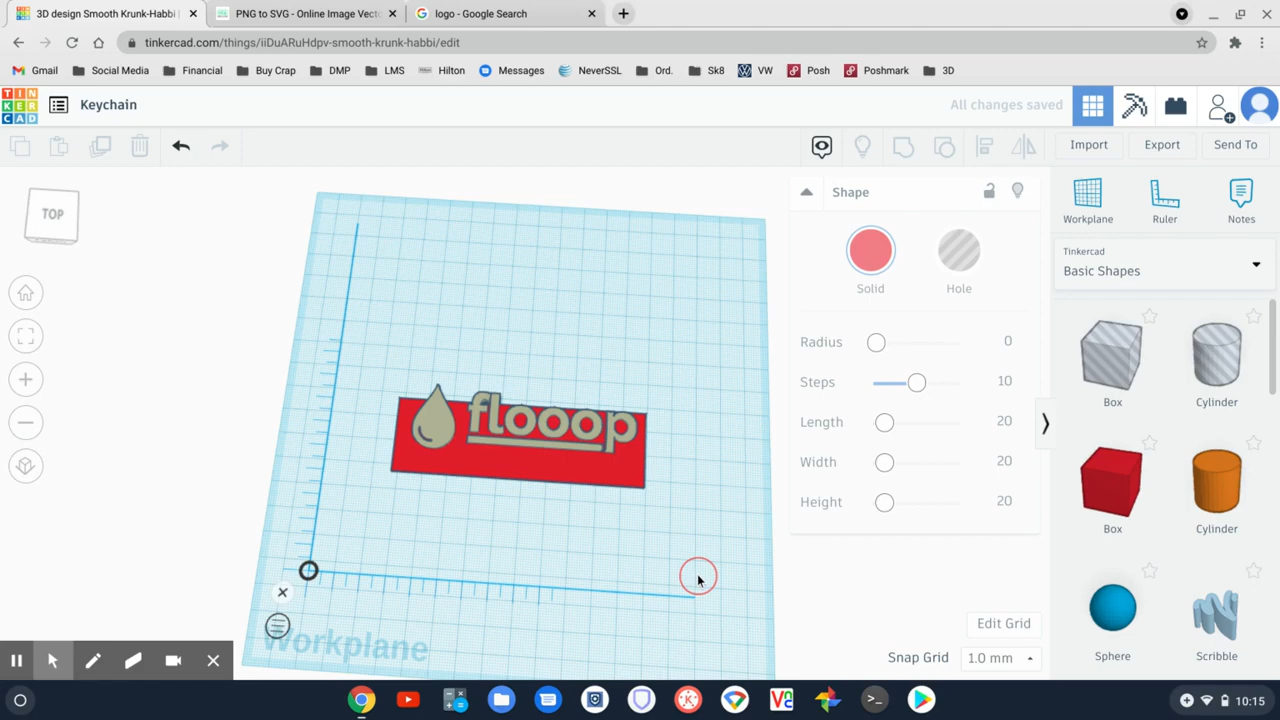 3D design Smooth Krunk-Habbi |
PNG to SVG - Online Image Vect
logo - Google Search
tinkercad.com/things/iiDuARuHdpv-smooth-krunk-habbi/edit
Gmail Social Media Financial Buy Crap DMP LMS Hilton Hilton Messages NeverSSL Ord. Sk8 VW Posh Poshmark 3D
TIN
KER
CAD
Keychain
All changes saved
Import Export Send To
TOP
Shape
Workplane Ruler Notes
Solid Hole
Tinkercad
Basic Shapes
Radius 0
Steps 10
Length 20
Width 20
Height 20
Box Cylinder
Box Cylinder
Sphere Scribble
flooop
Workplane
Edit Grid
Snap Grid 1.0 mm
10:15